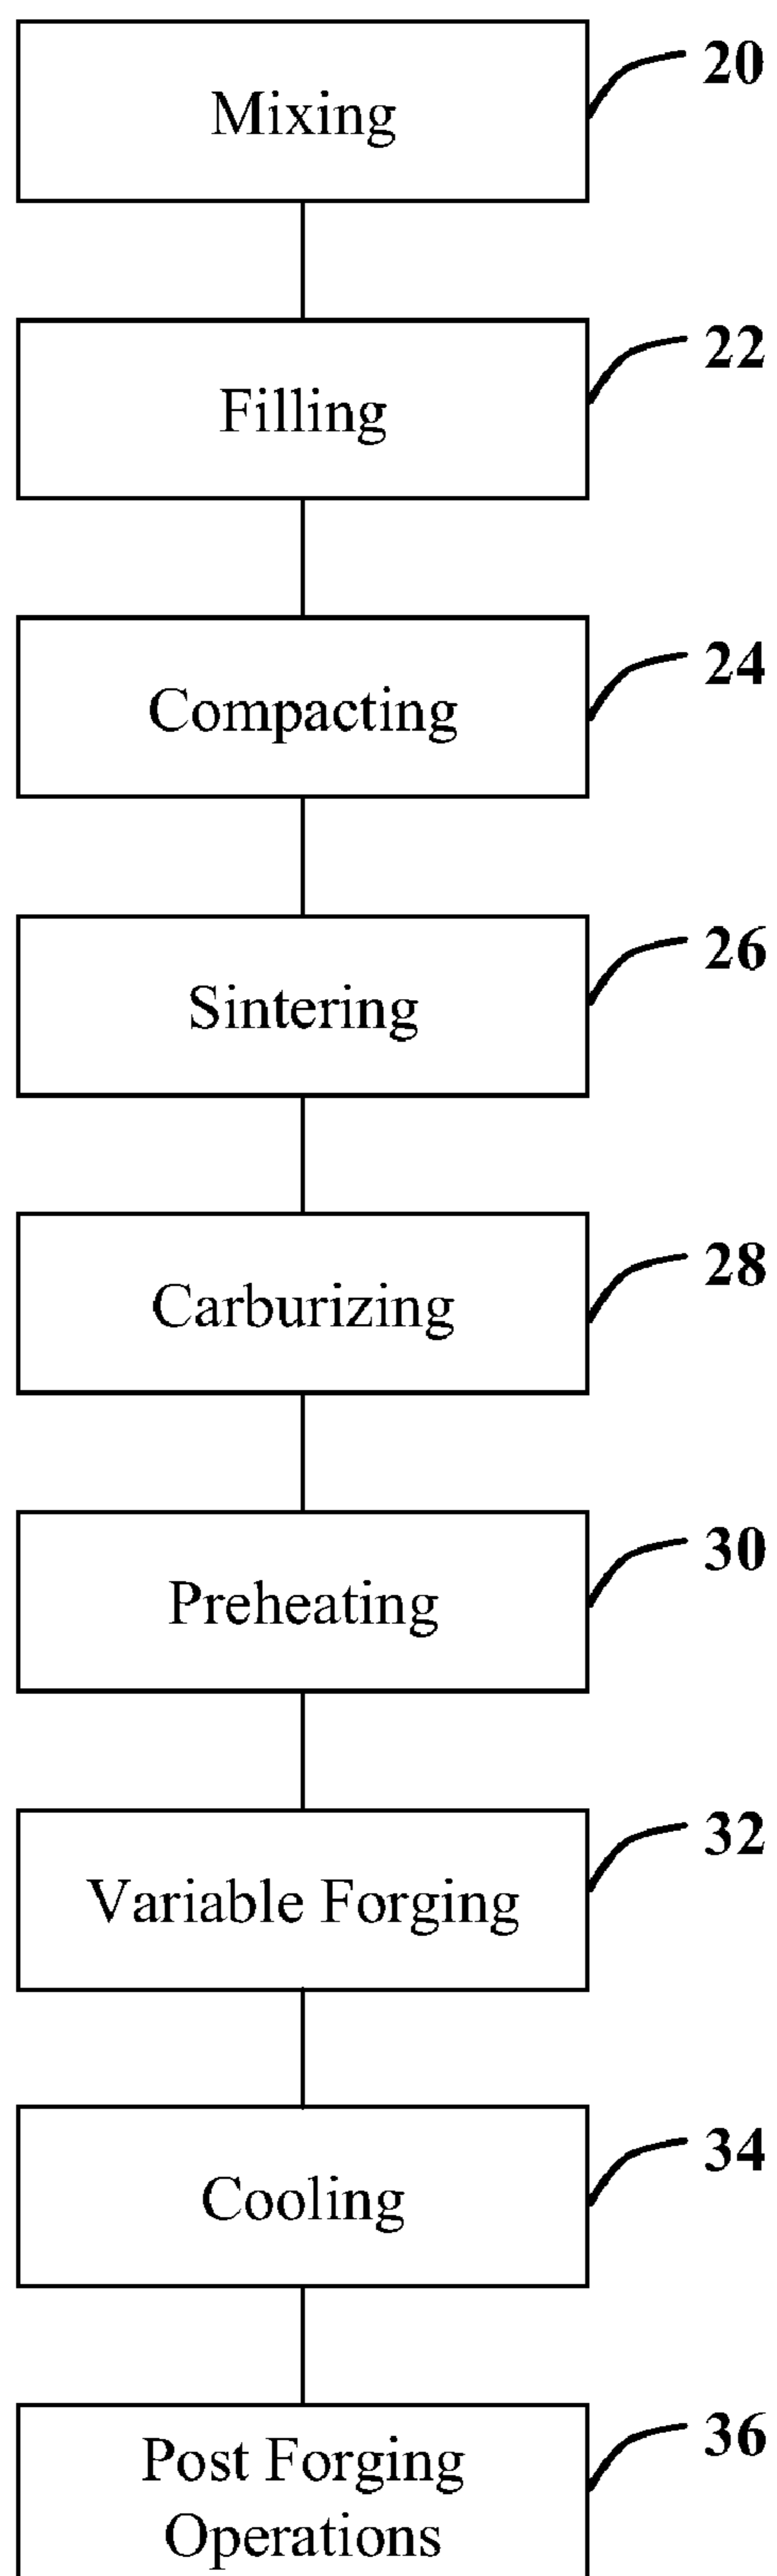 Mixing 20
Filling 22
Compacting 24
Sintering 26
Carburizing 28
Preheating 30
Variable Forging 32
Cooling 34
Post Forging 36
Operations